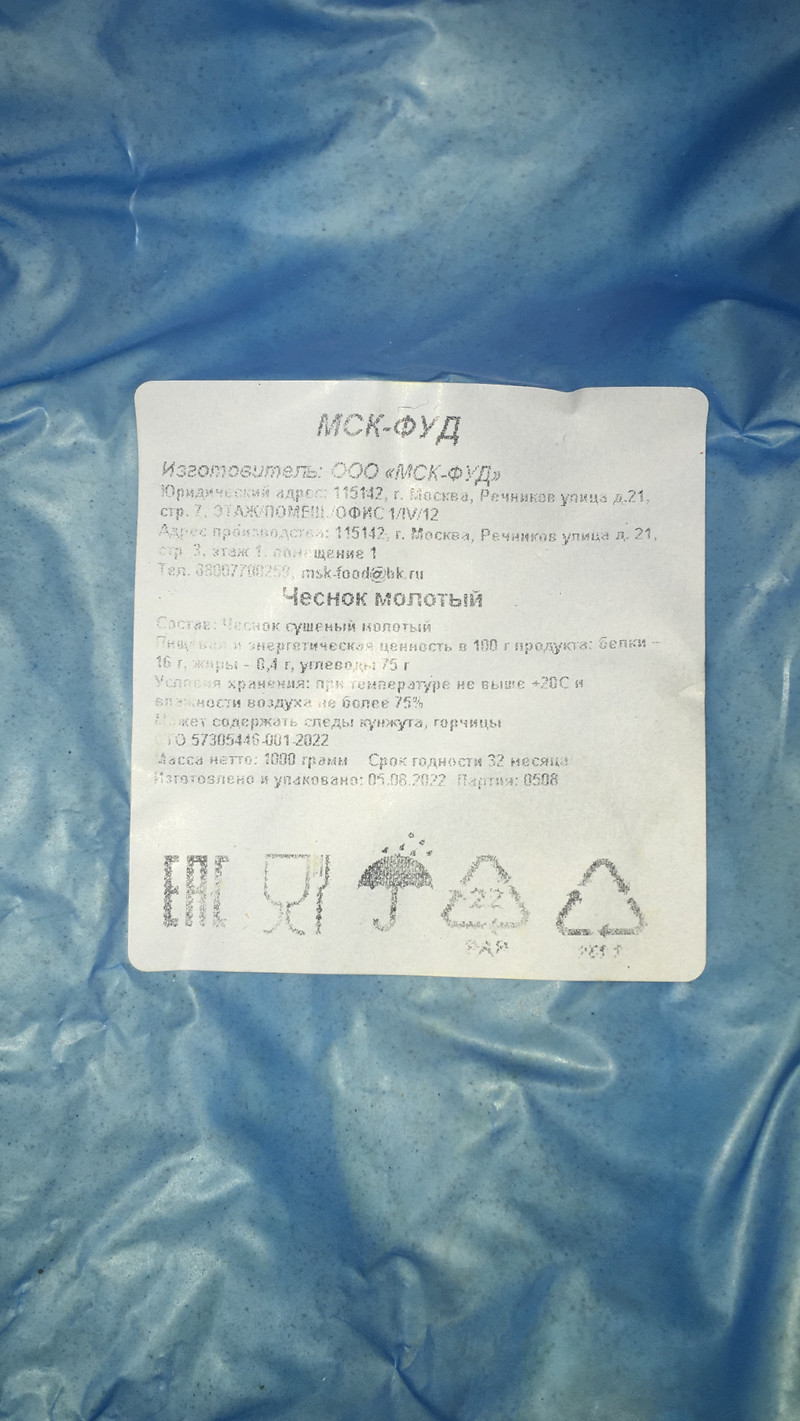 МСК-ФУД
Изготовитель: ООО «МСК-ФУД»
Юридический адрес: 115142, г. Москва, Речников улица д.21,
стр. 7, ЭТАЖ/ПОМЕЩ./ОФИС 1/IV/12
Адрес производства: 115142, г. Москва, Речников улица д. 21,
стр. 3, этаж 1, помещение 1
Тел. 88007700259, msk-food@bk.ru
Чеснок молотый
Состав: Чеснок сушеный молотый
Пищевая и энергетическая ценность в 100 г продукта: белки –
16 г, жиры - 0,4 г, углеводы 75 г
Условия хранения: при температуре не выше +20С и
влажности воздуха не более 75%
Может содержать следы кунжута, горчицы
СТО 57305446-001-2022
Масса нетто: 1000 грамм Срок годности 32 месяца
Изготовлено и упаковано: 05.08.2022 Партия: 0508
ЕАС
22
PAP